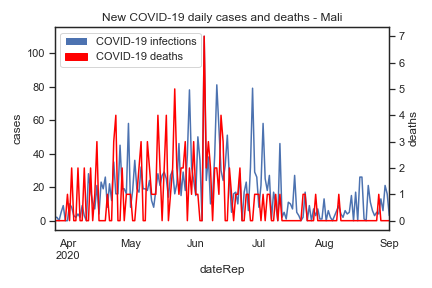 New COVID-19 daily cases and deaths - Mali
COVID-19 infections
COVID-19 deaths
cases
100
80
60
40
20
0
deaths
7
6
5
4
3
2
1
0
Apr May Jun Jul Aug Sep
2020
dateRep